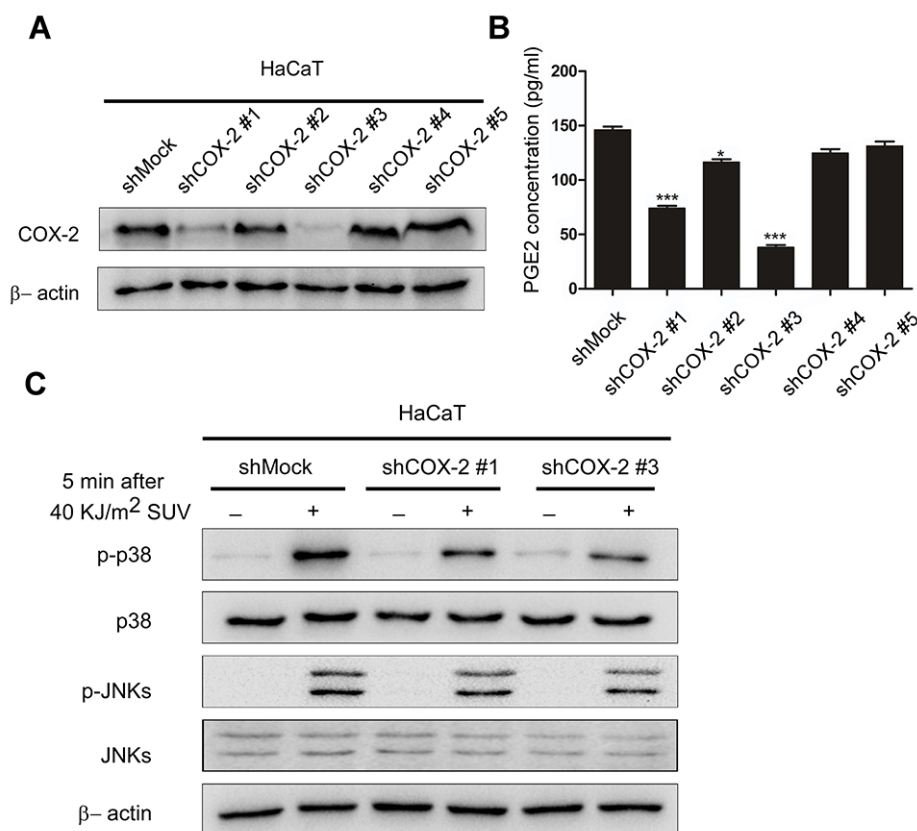 A
HaCaT
shMock
shCOX-2 #1
shCOX-2 #2
shCOX-2 #3
shCOX-2 #4
shCOX-2 #5
COX-2
β– actin
B
PGE2 concentration (pg/ml)
200
150
100
50
0
***
*
***
shMock
shCOX-2 #1
shCOX-2 #2
shCOX-2 #3
shCOX-2 #4
shCOX-2 #5
C
HaCaT
shMock shCOX-2 #1 shCOX-2 #3
5 min after
40 KJ/m² SUV – + – + – +
p-p38
p38
p-JNKs
JNKs
β– actin